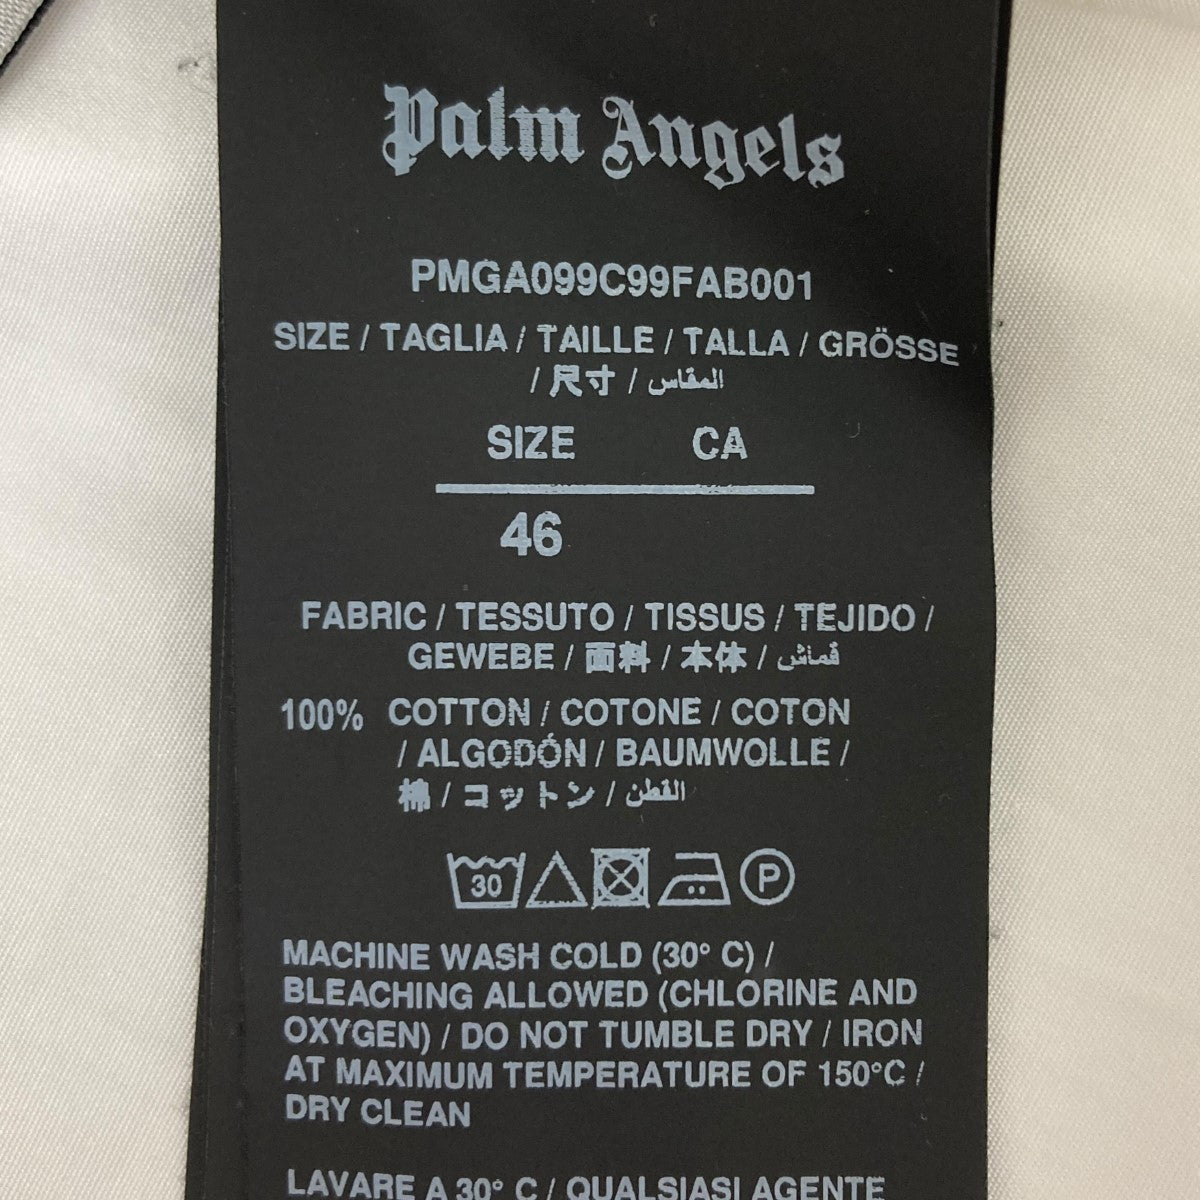 Palm Angels
PMGA099C99FAB001
SIZE / TAGLIA / TAILLE / TALLA / GRÖSSE
/ 尺寸 / المقاس
SIZE CA
46
FABRIC / TESSUTO / TISSUS / TEJIDO /
GEWEBE / 面料 / 本体 / قماش
100% COTTON / COTONE / COTON
/ ALGODÓN / BAUMWOLLE /
棉 / コットン / القطن
30 P
MACHINE WASH COLD (30° C) /
BLEACHING ALLOWED (CHLORINE AND
OXYGEN) / DO NOT TUMBLE DRY / IRON
AT MAXIMUM TEMPERATURE OF 150°C /
DRY CLEAN
LAVARE A 30° C / QUALSIASI AGENTE